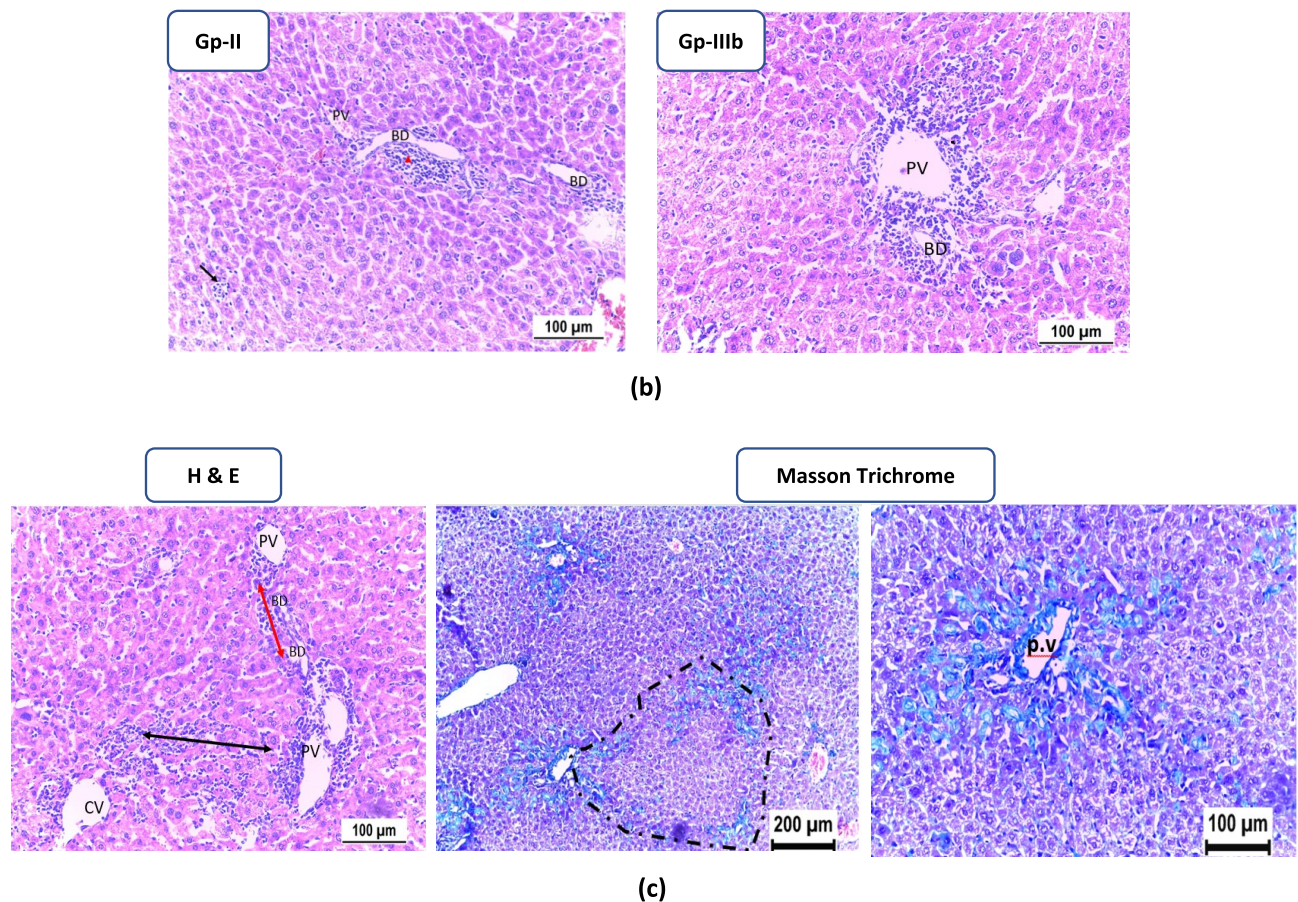 Gp-II
Gp-IIIb
PV
BD
BD
100 µm
PV
BD
100 µm
(b)
H & E
Masson Trichrome
PV
BD
BD
PV
CV
100 µm
200 µm
p.v
100 µm
(c)